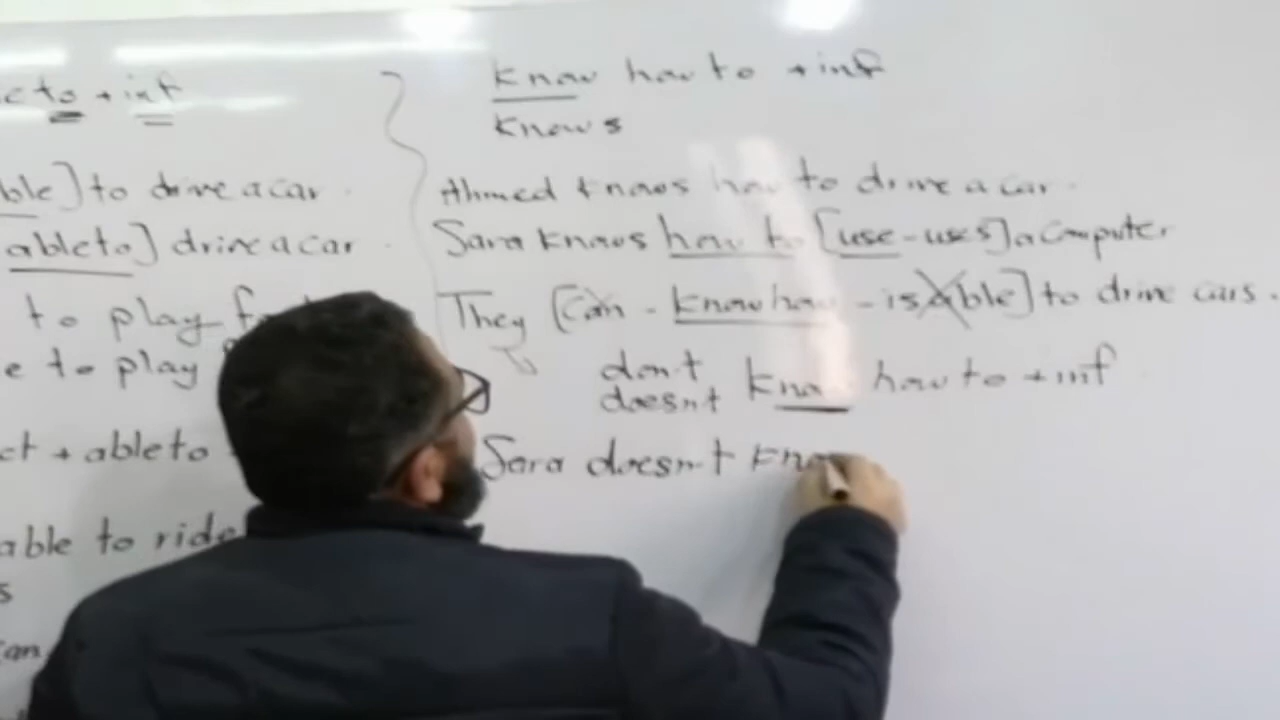 to + inf
ble] to drive a car.
able to] drive a car.
to play
e to play
ct + able to
able to ride
s
can
know how to + inf
knows
Ahmed knows how to drive a car.
Sara knows how to [use - uses] a computer
They [Can - know how - is able] to drive cars.
don't
doesn't know how to + inf
Sara doesn't know